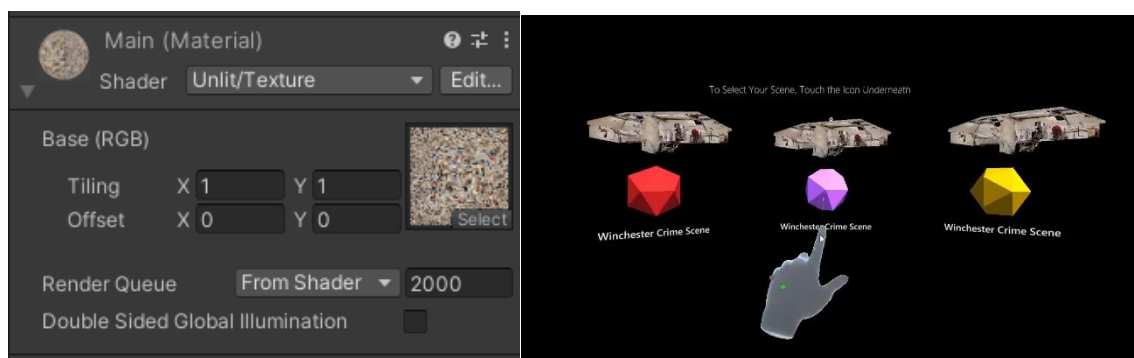 Main (Material)
Shader Unlit/Texture Edit...
Base (RGB)
Tiling X 1 Y 1
Offset X 0 Y 0
Select
Render Queue From Shader 2000
Double Sided Global Illumination
To Select Your Scene, Touch the Icon Underneath
Winchester Crime Scene
Winchester Crime Scene
Winchester Crime Scene